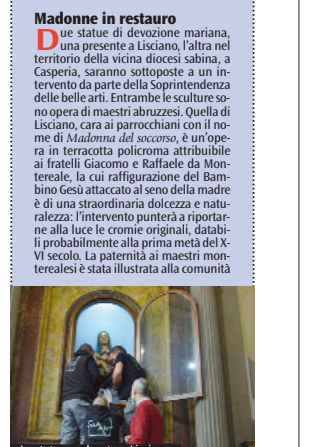 Madonne in restauro
Due statue di devozione mariana,
una presente a Lisciano, l'altra nel
territorio della vicina diocesi sabina, a
Casperia, saranno sottoposte a un in-
tervento da parte della Soprintendenza
delle belle arti. Entrambe le sculture so-
no opera di maestri abruzzesi. Quella di
Lisciano, cara ai parrocchiani con il no-
me di Madonna del soccorso, è un'ope-
ra in terracotta policroma attribuibile
ai fratelli Giacomo e Raffaele da Mon-
tereale, la cui raffigurazione del Bam-
bino Gesù attaccato al seno della madre
è di una straordinaria dolcezza e natu-
ralezza: l'intervento punterà a riportar-
ne alla luce le cromie originali, databi-
li probabilmente alla prima metà del X-
VI secolo. La paternità ai maestri mon-
terealesi è stata illustrata alla comunità